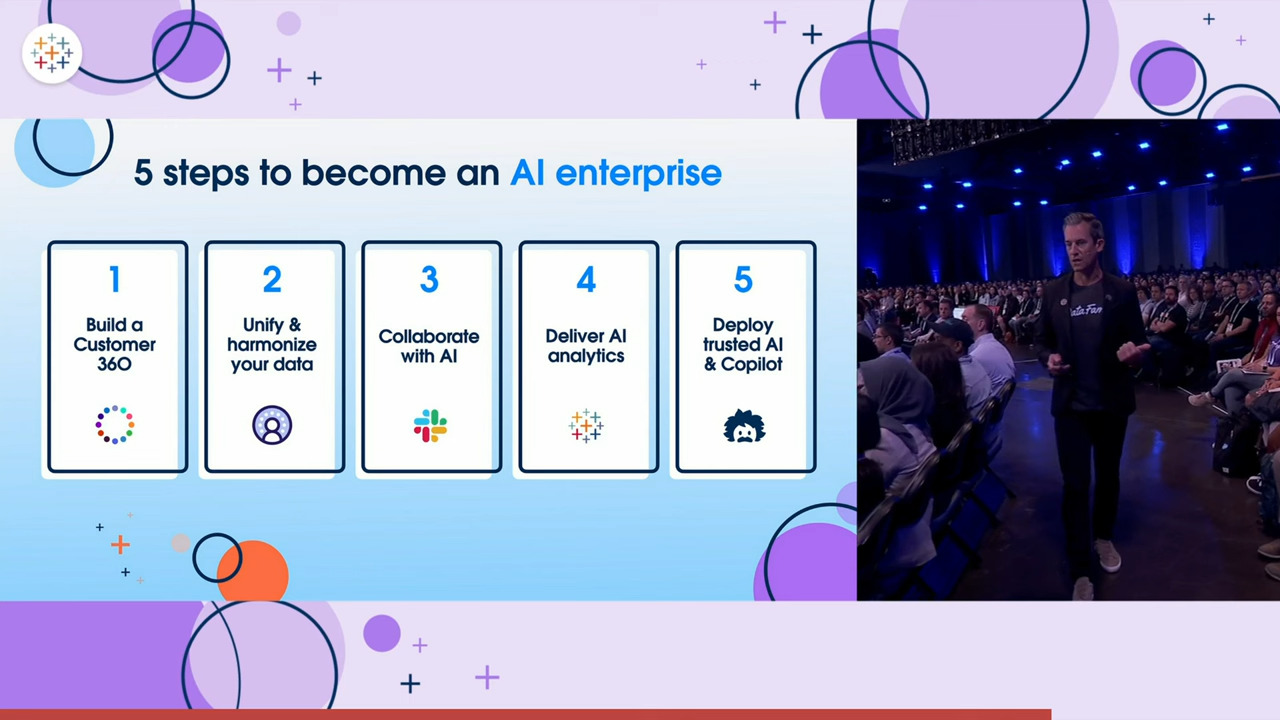 5 steps to become an AI enterprise
1
Build a
Customer
360
2
Unify &
harmonize
your data
3
Collaborate
with AI
4
Deliver AI
analytics
5
Deploy
trusted AI
& Copilot